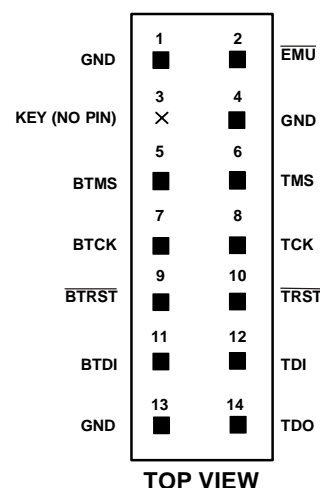 1 2
GND EMU
3 4
KEY (NO PIN) GND
5 6
BTMS TMS
7 8
BTCK TCK
9 10
BTRST TRST
11 12
BTDI TDI
13 14
GND TDO
TOP VIEW